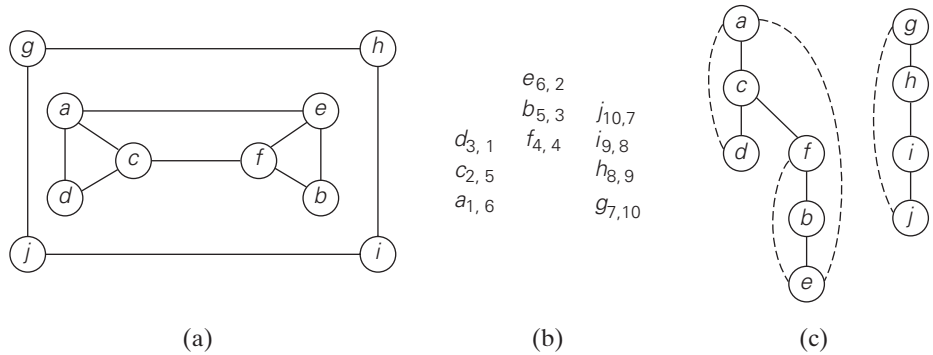 g h
a e
c f
d b
j i
(a)
e6, 2
b5, 3 j10,7
d3, 1 f4, 4 i9, 8
c2, 5 h8, 9
a1, 6 g7,10
(b)
a g
c h
d f i
b j
e
(c)